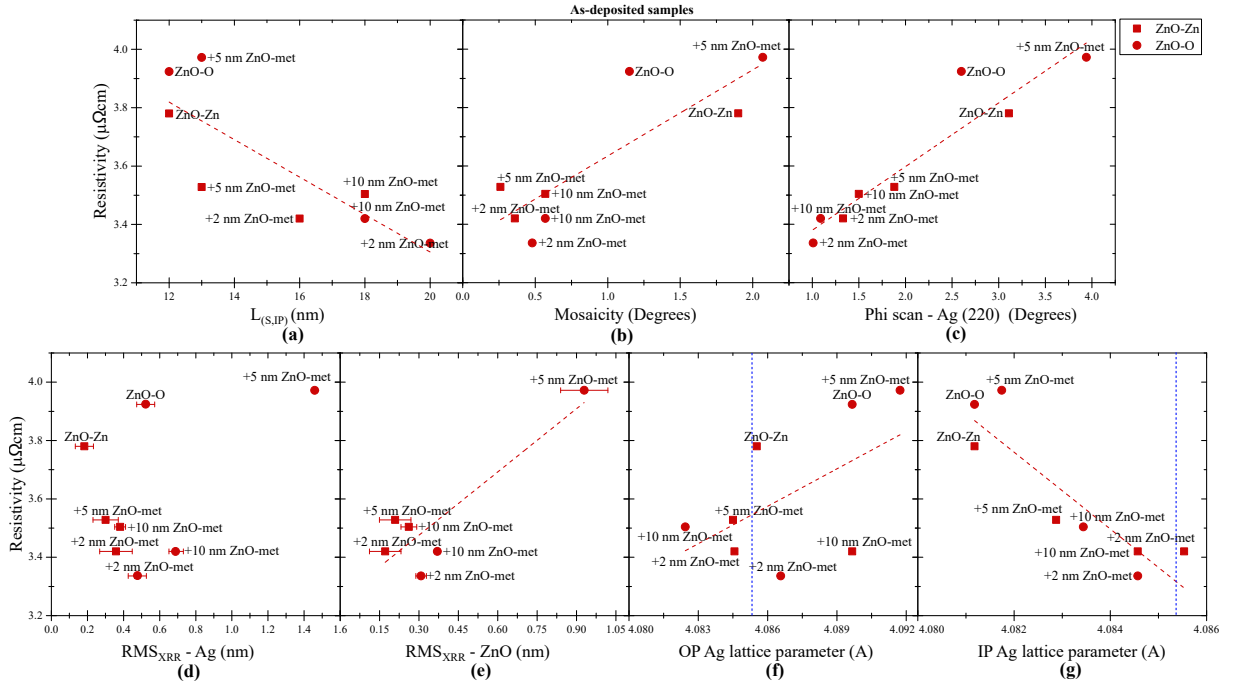 As-deposited samples
ZnO-Zn
ZnO-O
Resistivity (μΩcm)
4.0
3.8
3.6
3.4
3.2
+5 nm ZnO-met
ZnO-O
ZnO-Zn
+5 nm ZnO-met
+10 nm ZnO-met
+10 nm ZnO-met
+2 nm ZnO-met
+2 nm ZnO-met
12 14 16 18 20
L(S,IP) (nm)
(a)
+5 nm ZnO-met
ZnO-O
ZnO-Zn
+5 nm ZnO-met
+10 nm ZnO-met
+2 nm ZnO-met
+10 nm ZnO-met
+2 nm ZnO-met
0.0 0.5 1.0 1.5 2.0
Mosaicity (Degrees)
(b)
+5 nm ZnO-met
ZnO-O
ZnO-Zn
+5 nm ZnO-met
+10 nm ZnO-met
+10 nm ZnO-met
+2 nm ZnO-met
+2 nm ZnO-met
1.0 1.5 2.0 2.5 3.0 3.5 4.0
Phi scan - Ag (220) (Degrees)
(c)
Resistivity (μΩcm)
4.0
3.8
3.6
3.4
3.2
+5 nm ZnO-met
ZnO-O
ZnO-Zn
+5 nm ZnO-met
+10 nm ZnO-met
+2 nm ZnO-met
+10 nm ZnO-met
+2 nm ZnO-met
0.0 0.2 0.4 0.6 0.8 1.0 1.2 1.4 1.6
RMSXRR - Ag (nm)
(d)
+5 nm ZnO-met
+5 nm ZnO-met
+10 nm ZnO-met
+2 nm ZnO-met
+10 nm ZnO-met
+2 nm ZnO-met
0.15 0.30 0.45 0.60 0.75 0.90 1.05
RMSXRR - ZnO (nm)
(e)
+5 nm ZnO-met
ZnO-O
ZnO-Zn
+5 nm ZnO-met
+10 nm ZnO-met
+2 nm ZnO-met
+10 nm ZnO-met
+2 nm ZnO-met
4.080 4.083 4.086 4.089 4.092
OP Ag lattice parameter (A)
(f)
+5 nm ZnO-met
ZnO-O
ZnO-Zn
+5 nm ZnO-met
+10 nm ZnO-met
+2 nm ZnO-met
+10 nm ZnO-met
+2 nm ZnO-met
4.080 4.082 4.084 4.086
IP Ag lattice parameter (A)
(g)